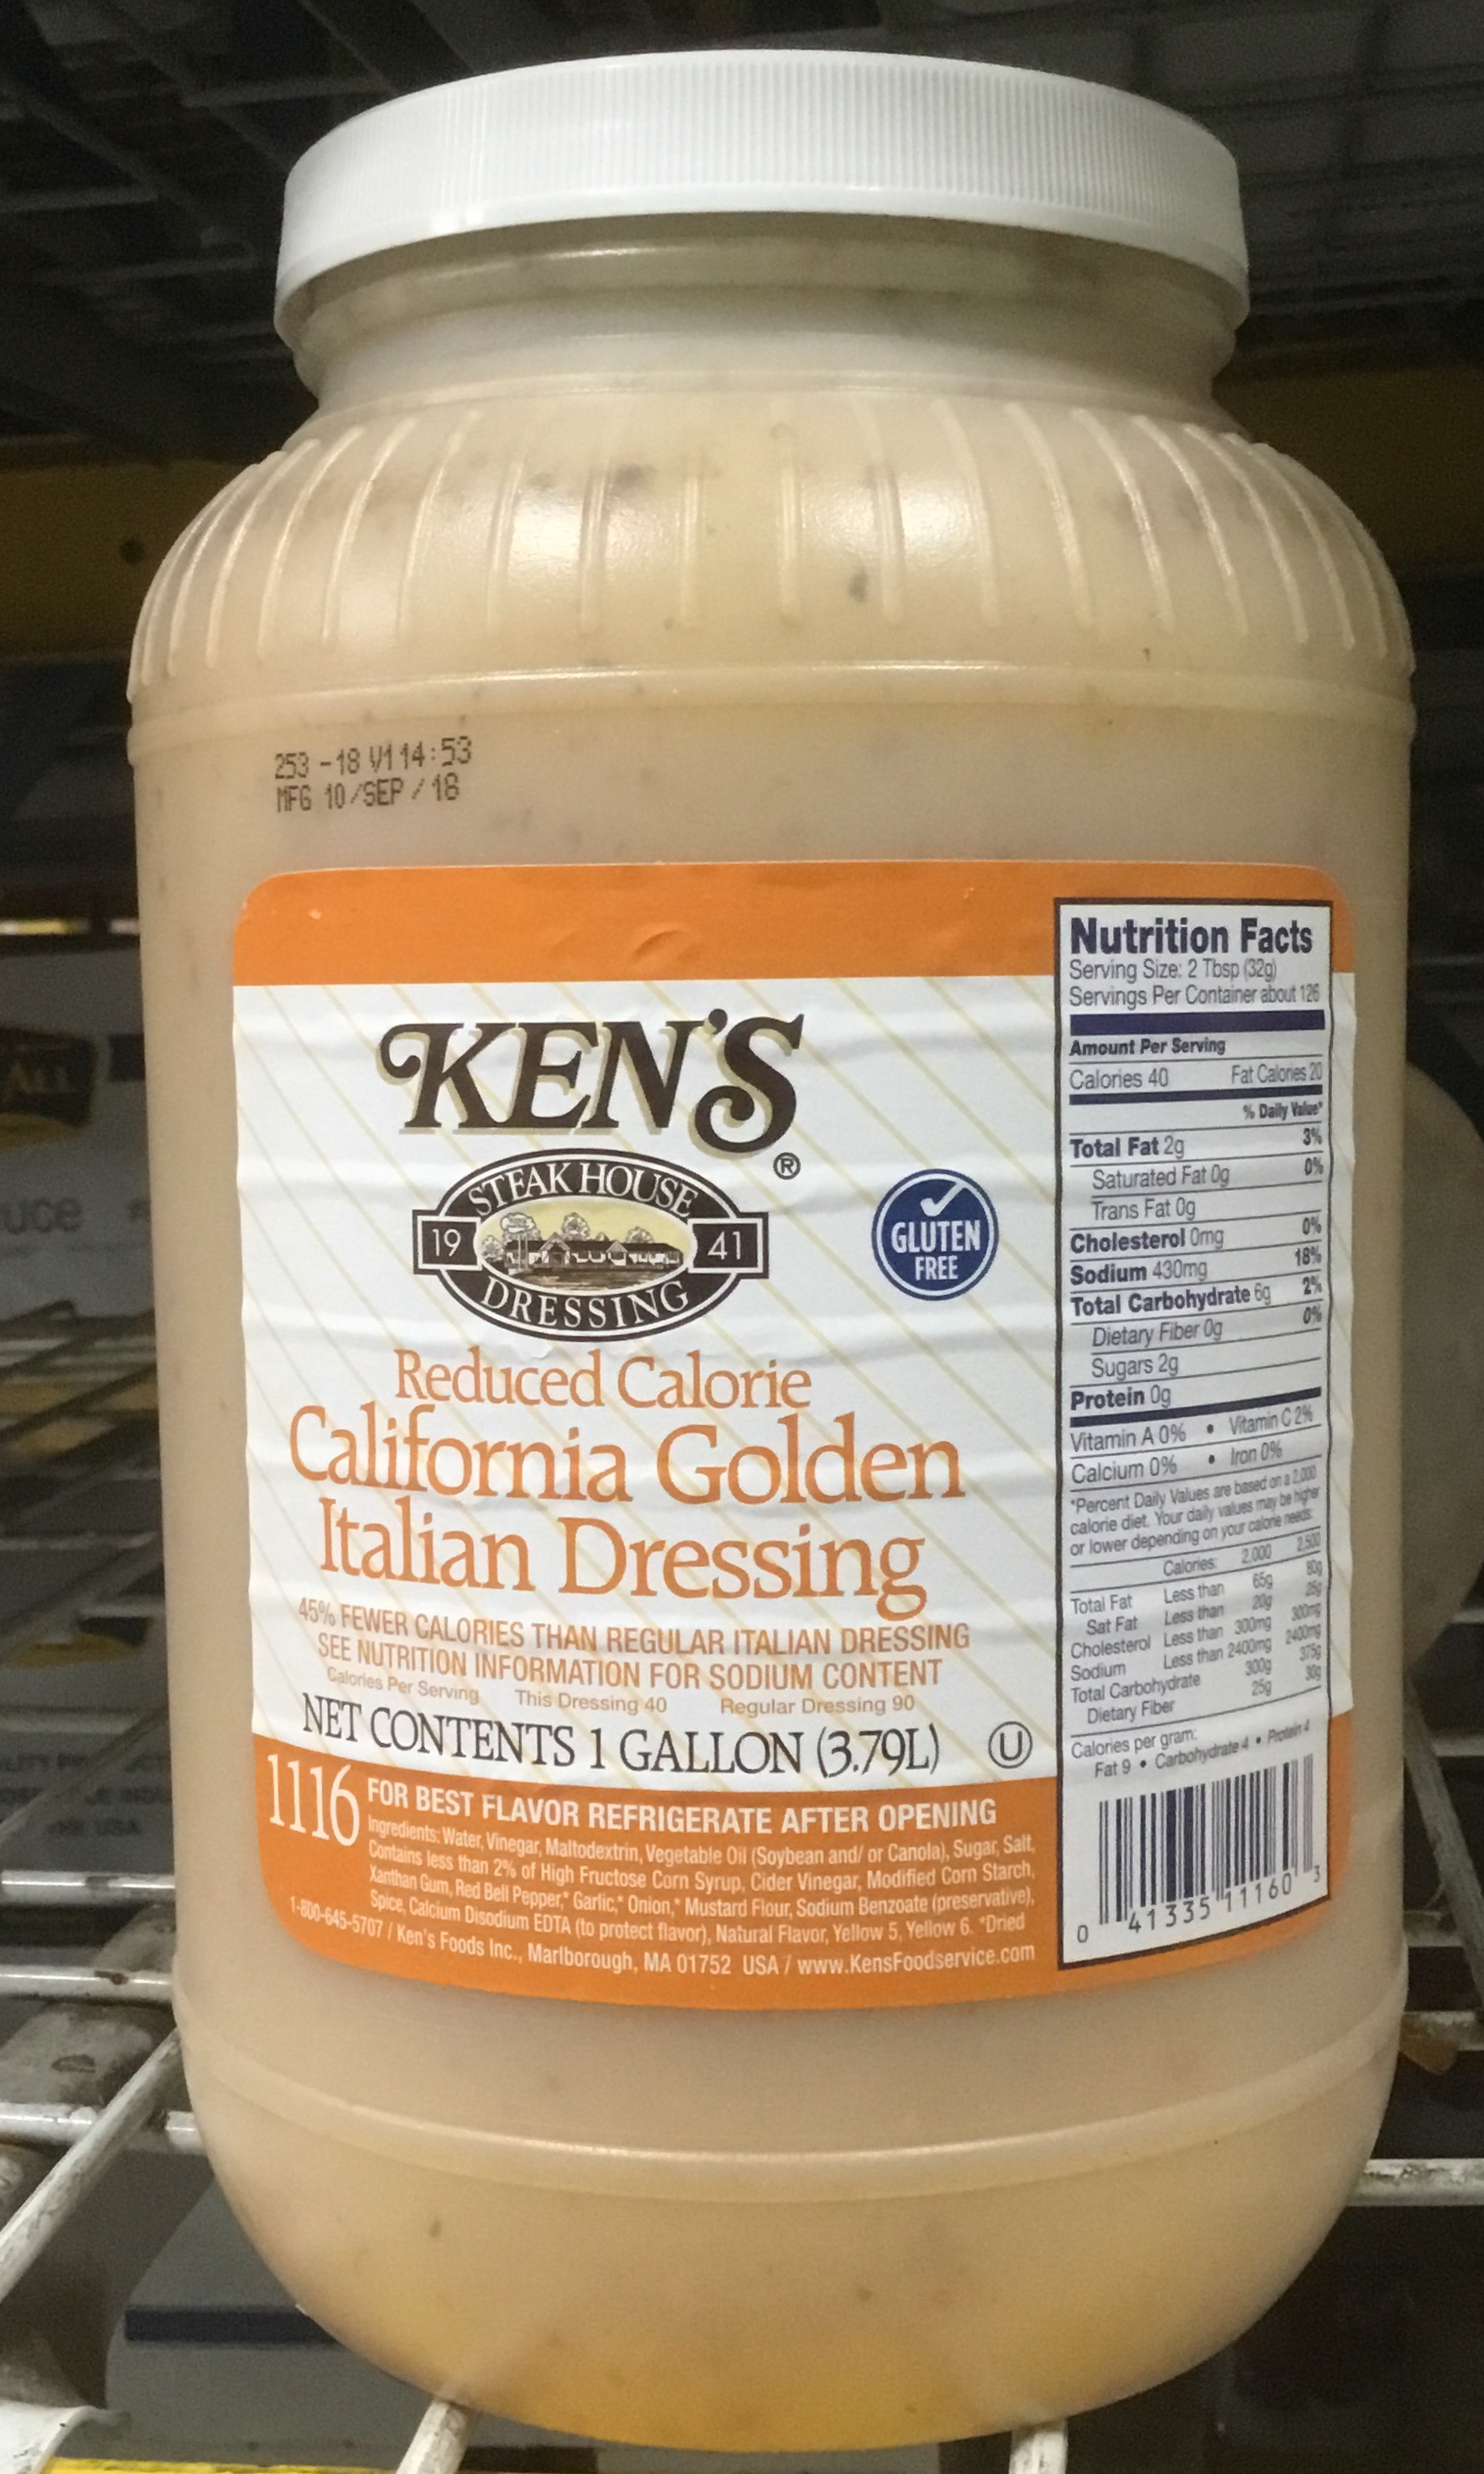 253 -18 V1 14:53
MFG 10/SEP/18
KEN'S
®
STEAK HOUSE
19 41
DRESSING
GLUTEN
FREE
Reduced Calorie
California Golden
Italian Dressing
45% FEWER CALORIES THAN REGULAR ITALIAN DRESSING
SEE NUTRITION INFORMATION FOR SODIUM CONTENT
Calories Per Serving This Dressing 40 Regular Dressing 90
NET CONTENTS 1 GALLON (3.79L)
U
1116
FOR BEST FLAVOR REFRIGERATE AFTER OPENING
Ingredients: Water, Vinegar, Maltodextrin, Vegetable Oil (Soybean and/ or Canola), Sugar, Salt,
Contains less than 2% of High Fructose Corn Syrup, Cider Vinegar, Modified Corn Starch,
Xanthan Gum, Red Bell Pepper,* Garlic,* Onion,* Mustard Flour, Sodium Benzoate (preservative),
Spice, Calcium Disodium EDTA (to protect flavor), Natural Flavor, Yellow 5, Yellow 6. *Dried
1-800-645-5707 / Ken's Foods Inc., Marlborough, MA 01752 USA / www.KensFoodservice.com
Nutrition Facts
Serving Size: 2 Tbsp (32g)
Servings Per Container about 126
Amount Per Serving
Calories 40 Fat Calories 20
% Daily Value*
Total Fat 2g 3%
Saturated Fat 0g 0%
Trans Fat 0g
Cholesterol 0mg 0%
Sodium 430mg 18%
Total Carbohydrate 6g 2%
Dietary Fiber 0g 0%
Sugars 2g
Protein 0g
Vitamin A 0% • Vitamin C 2%
Calcium 0% • Iron 0%
*Percent Daily Values are based on a 2,000
calorie diet. Your daily values may be higher
or lower depending on your calorie needs:
Calories: 2,000 2,500
Total Fat Less than 65g 80g
Sat Fat Less than 20g 25g
Cholesterol Less than 300mg 300mg
Sodium Less than 2400mg 2400mg
Total Carbohydrate 300g 375g
Dietary Fiber 25g 30g
Calories per gram:
Fat 9 • Carbohydrate 4 • Protein 4
0 41335 11160 3